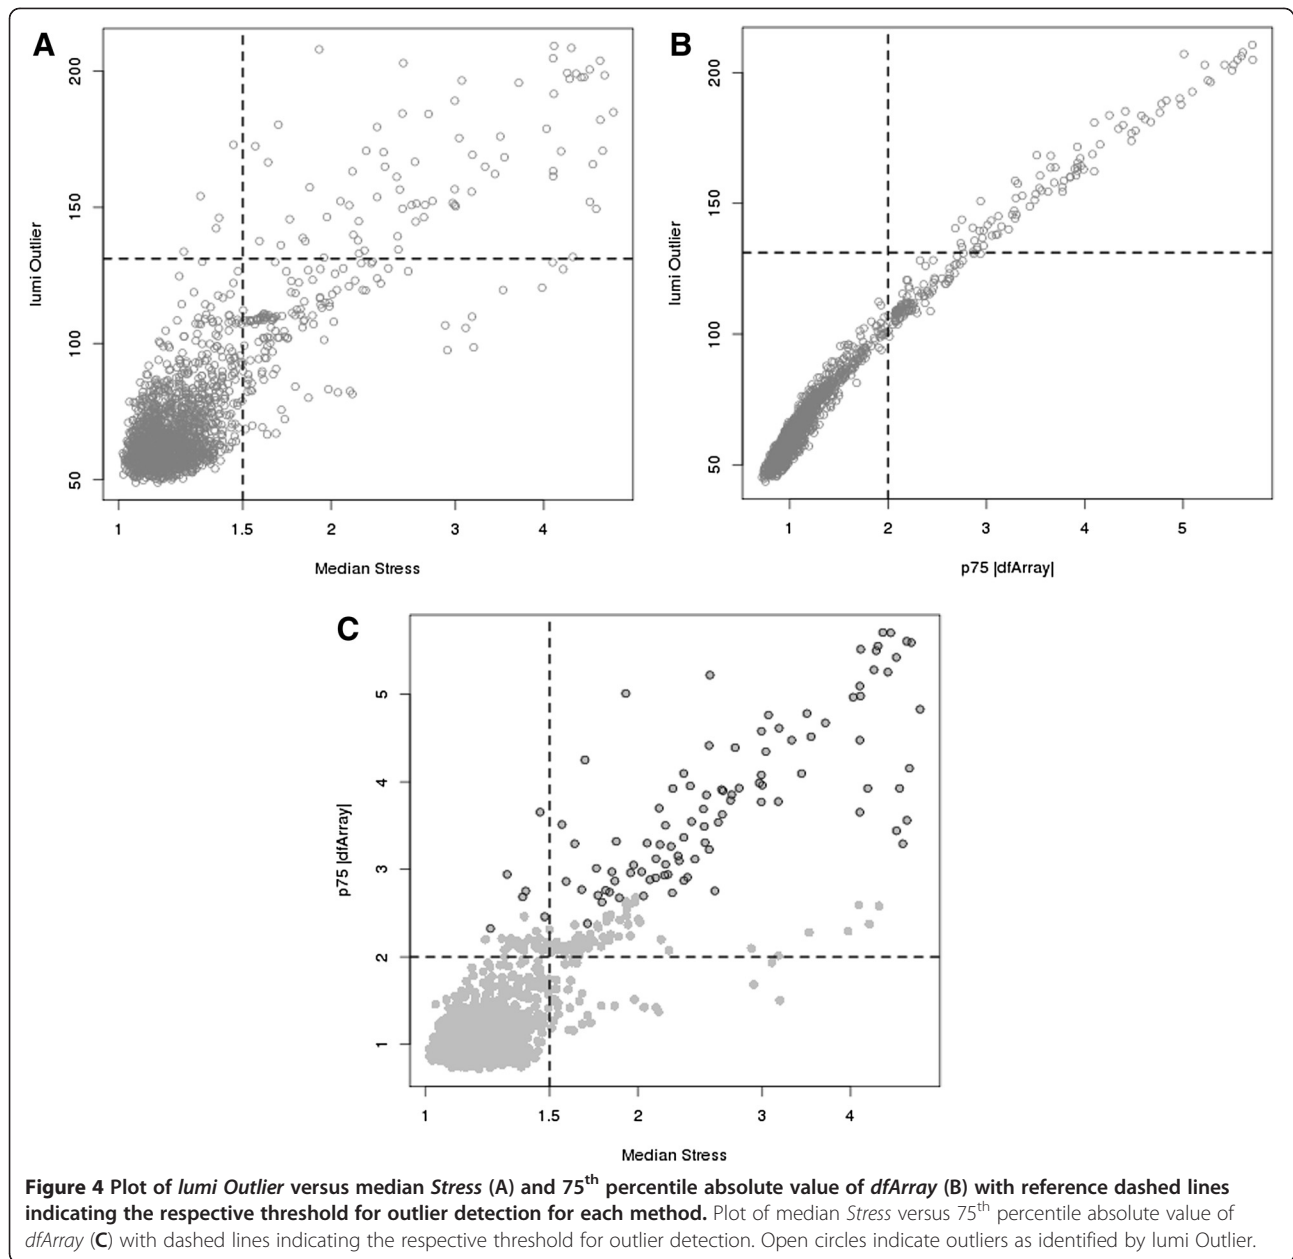 A
lumi Outlier
200
150
100
50
1
1.5
2
3
4
Median Stress
B
lumi Outlier
200
150
100
50
1
2
3
4
5
p75 |dfArray|
C
p75 |dfArray|
5
4
3
2
1
1
1.5
2
3
4
Median Stress
Figure 4 Plot of lumi Outlier versus median Stress (A) and 75th percentile absolute value of dfArray (B) with reference dashed lines
indicating the respective threshold for outlier detection for each method. Plot of median Stress versus 75th percentile absolute value of
dfArray (C) with dashed lines indicating the respective threshold for outlier detection. Open circles indicate outliers as identified by lumi Outlier.